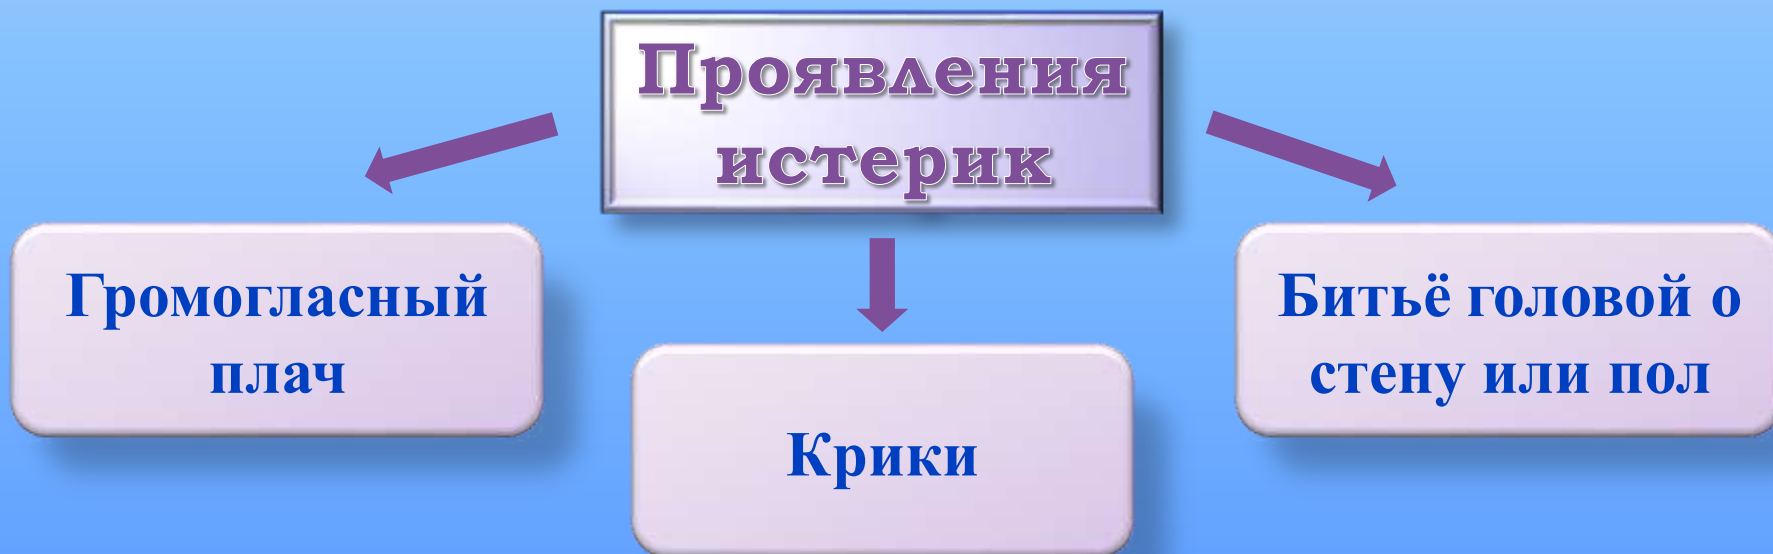 Проявления
истерик
Громогласный
плач
Крики
Битьё головой о
стену или пол